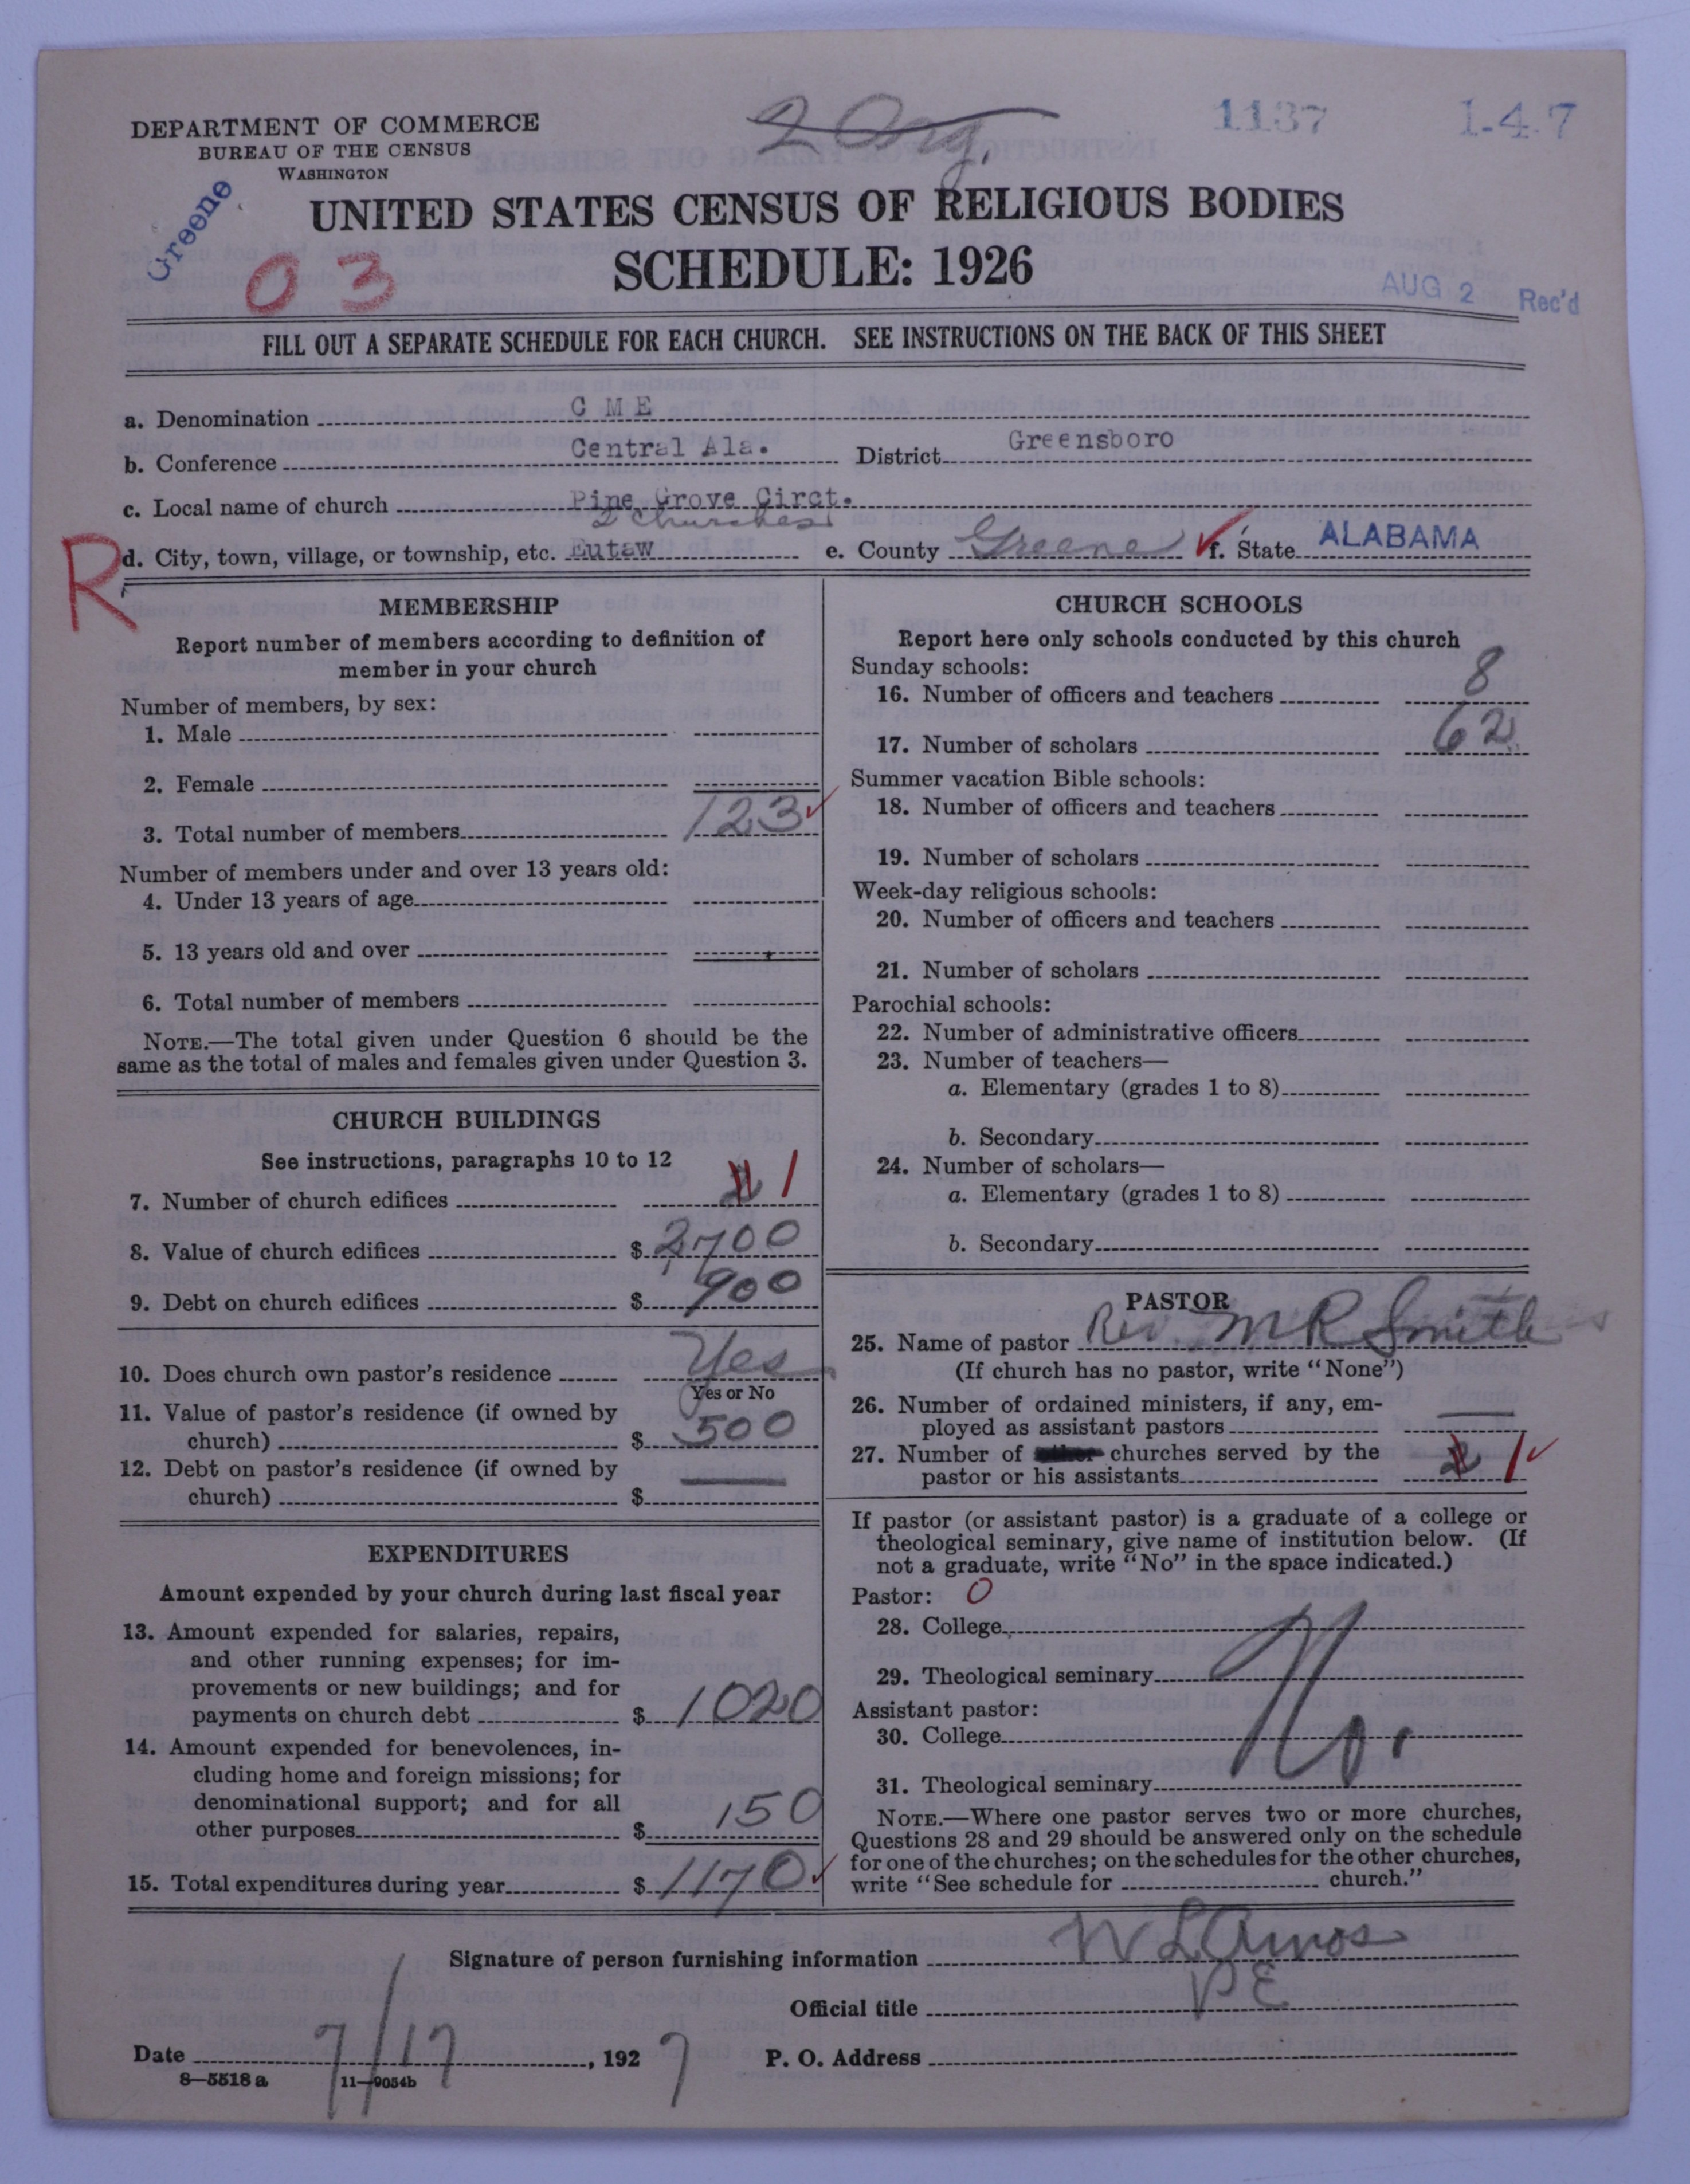 DEPARTMENT OF COMMERCE
BUREAU OF THE CENSUS
WASHINGTON
2 Org.
1137
1-4-7
Greene
03
UNITED STATES CENSUS OF RELIGIOUS BODIES
SCHEDULE: 1926
AUG 2 Rec'd
FILL OUT A SEPARATE SCHEDULE FOR EACH CHURCH. SEE INSTRUCTIONS ON THE BACK OF THIS SHEET
a. Denomination C M E
b. Conference Central Ala. District Greensboro
c. Local name of church Pine Grove Circt.
2 churches
R
d. City, town, village, or township, etc. Eutaw e. County Greene f. State ALABAMA
MEMBERSHIP
Report number of members according to definition of
member in your church
Number of members, by sex:
1. Male
2. Female
3. Total number of members 123
Number of members under and over 13 years old:
4. Under 13 years of age
5. 13 years old and over
6. Total number of members
NOTE.—The total given under Question 6 should be the
same as the total of males and females given under Question 3.
CHURCH BUILDINGS
See instructions, paragraphs 10 to 12
7. Number of church edifices 2 1
8. Value of church edifices $ 2700
9. Debt on church edifices $ 900
10. Does church own pastor's residence Yes
Yes or No
11. Value of pastor's residence (if owned by
church) $ 500
12. Debt on pastor's residence (if owned by
church) $
EXPENDITURES
Amount expended by your church during last fiscal year
13. Amount expended for salaries, repairs,
and other running expenses; for im-
provements or new buildings; and for
payments on church debt $ 1020
14. Amount expended for benevolences, in-
cluding home and foreign missions; for
denominational support; and for all
other purposes $ 150
15. Total expenditures during year $ 1170
CHURCH SCHOOLS
Report here only schools conducted by this church
Sunday schools:
16. Number of officers and teachers 8
17. Number of scholars 62
Summer vacation Bible schools:
18. Number of officers and teachers
19. Number of scholars
Week-day religious schools:
20. Number of officers and teachers
21. Number of scholars
Parochial schools:
22. Number of administrative officers
23. Number of teachers—
a. Elementary (grades 1 to 8)
b. Secondary
24. Number of scholars—
a. Elementary (grades 1 to 8)
b. Secondary
PASTOR
25. Name of pastor Rev. M R Smith
(If church has no pastor, write "None")
26. Number of ordained ministers, if any, em-
ployed as assistant pastors
27. Number of other churches served by the
pastor or his assistants 2 1
If pastor (or assistant pastor) is a graduate of a college or
theological seminary, give name of institution below. (If
not a graduate, write "No" in the space indicated.)
Pastor: 0
28. College
29. Theological seminary
No.
Assistant pastor:
30. College
31. Theological seminary
NOTE.—Where one pastor serves two or more churches,
Questions 28 and 29 should be answered only on the schedule
for one of the churches; on the schedules for the other churches,
write "See schedule for church."
Signature of person furnishing information W L Amos
Official title P E
Date 7/17, 1927 P. O. Address
8—5518 a 11—9054b